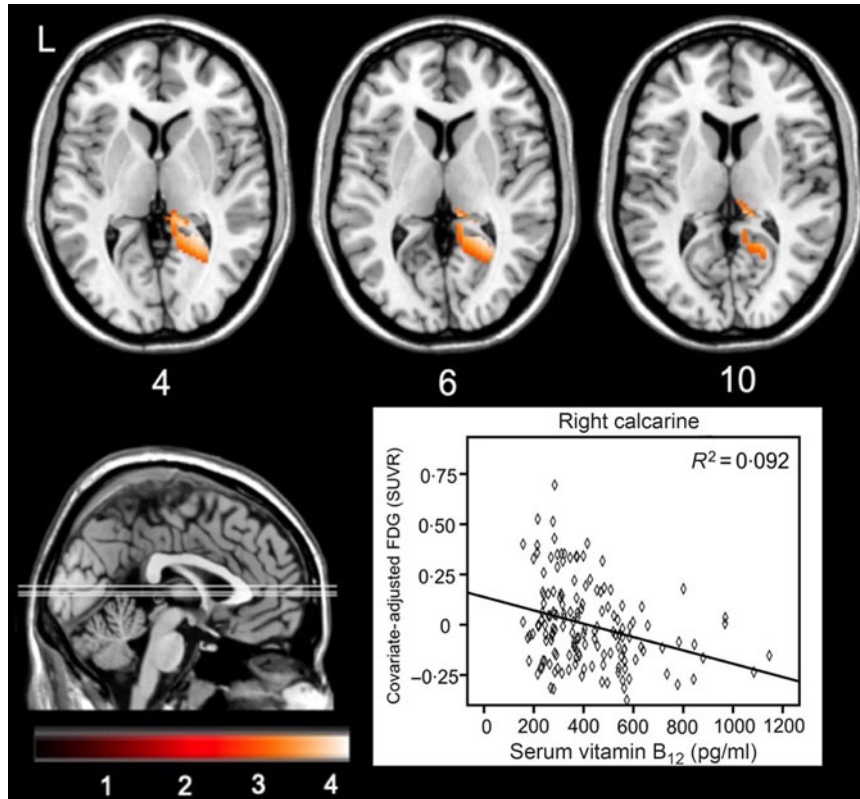 L
4 6 10
Right calcarine
R² = 0·092
Covariate-adjusted FDG (SUVR)
0·75
0·50
0·25
0
−0·25
0 200 400 600 800 1000 1200
Serum vitamin B₁₂ (pg/ml)
1 2 3 4